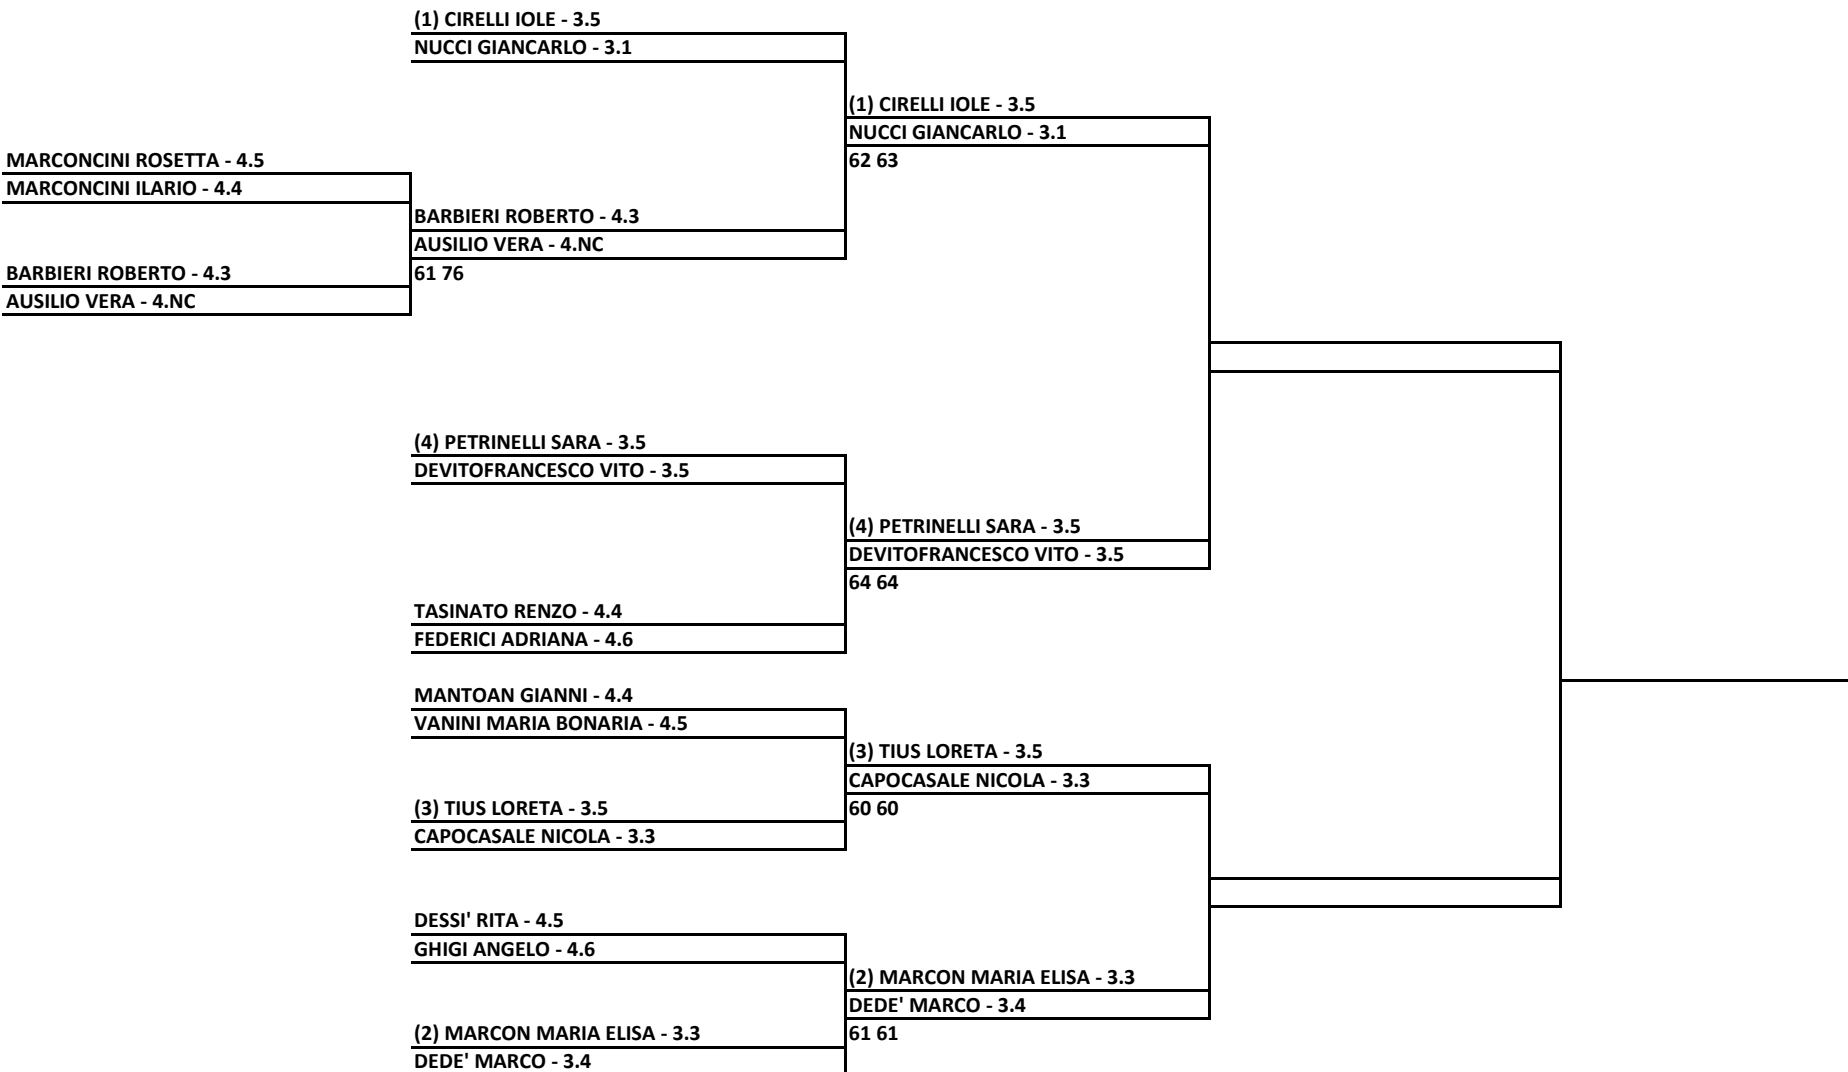 (1) CIRELLI IOLE - 3.5
NUCCI GIANCARLO - 3.1
(1) CIRELLI IOLE - 3.5
NUCCI GIANCARLO - 3.1
62 63
MARCONCINI ROSETTA - 4.5
MARCONCINI ILARIO - 4.4
BARBIERI ROBERTO - 4.3
AUSILIO VERA - 4.NC
61 76
BARBIERI ROBERTO - 4.3
AUSILIO VERA - 4.NC
(4) PETRINELLI SARA - 3.5
DEVITOFRANCESCO VITO - 3.5
(4) PETRINELLI SARA - 3.5
DEVITOFRANCESCO VITO - 3.5
64 64
TASINATO RENZO - 4.4
FEDERICI ADRIANA - 4.6
MANTOAN GIANNI - 4.4
VANINI MARIA BONARIA - 4.5
(3) TIUS LORETA - 3.5
CAPOCASALE NICOLA - 3.3
60 60
(3) TIUS LORETA - 3.5
CAPOCASALE NICOLA - 3.3
DESSI' RITA - 4.5
GHIGI ANGELO - 4.6
(2) MARCON MARIA ELISA - 3.3
DEDE' MARCO - 3.4
61 61
(2) MARCON MARIA ELISA - 3.3
DEDE' MARCO - 3.4